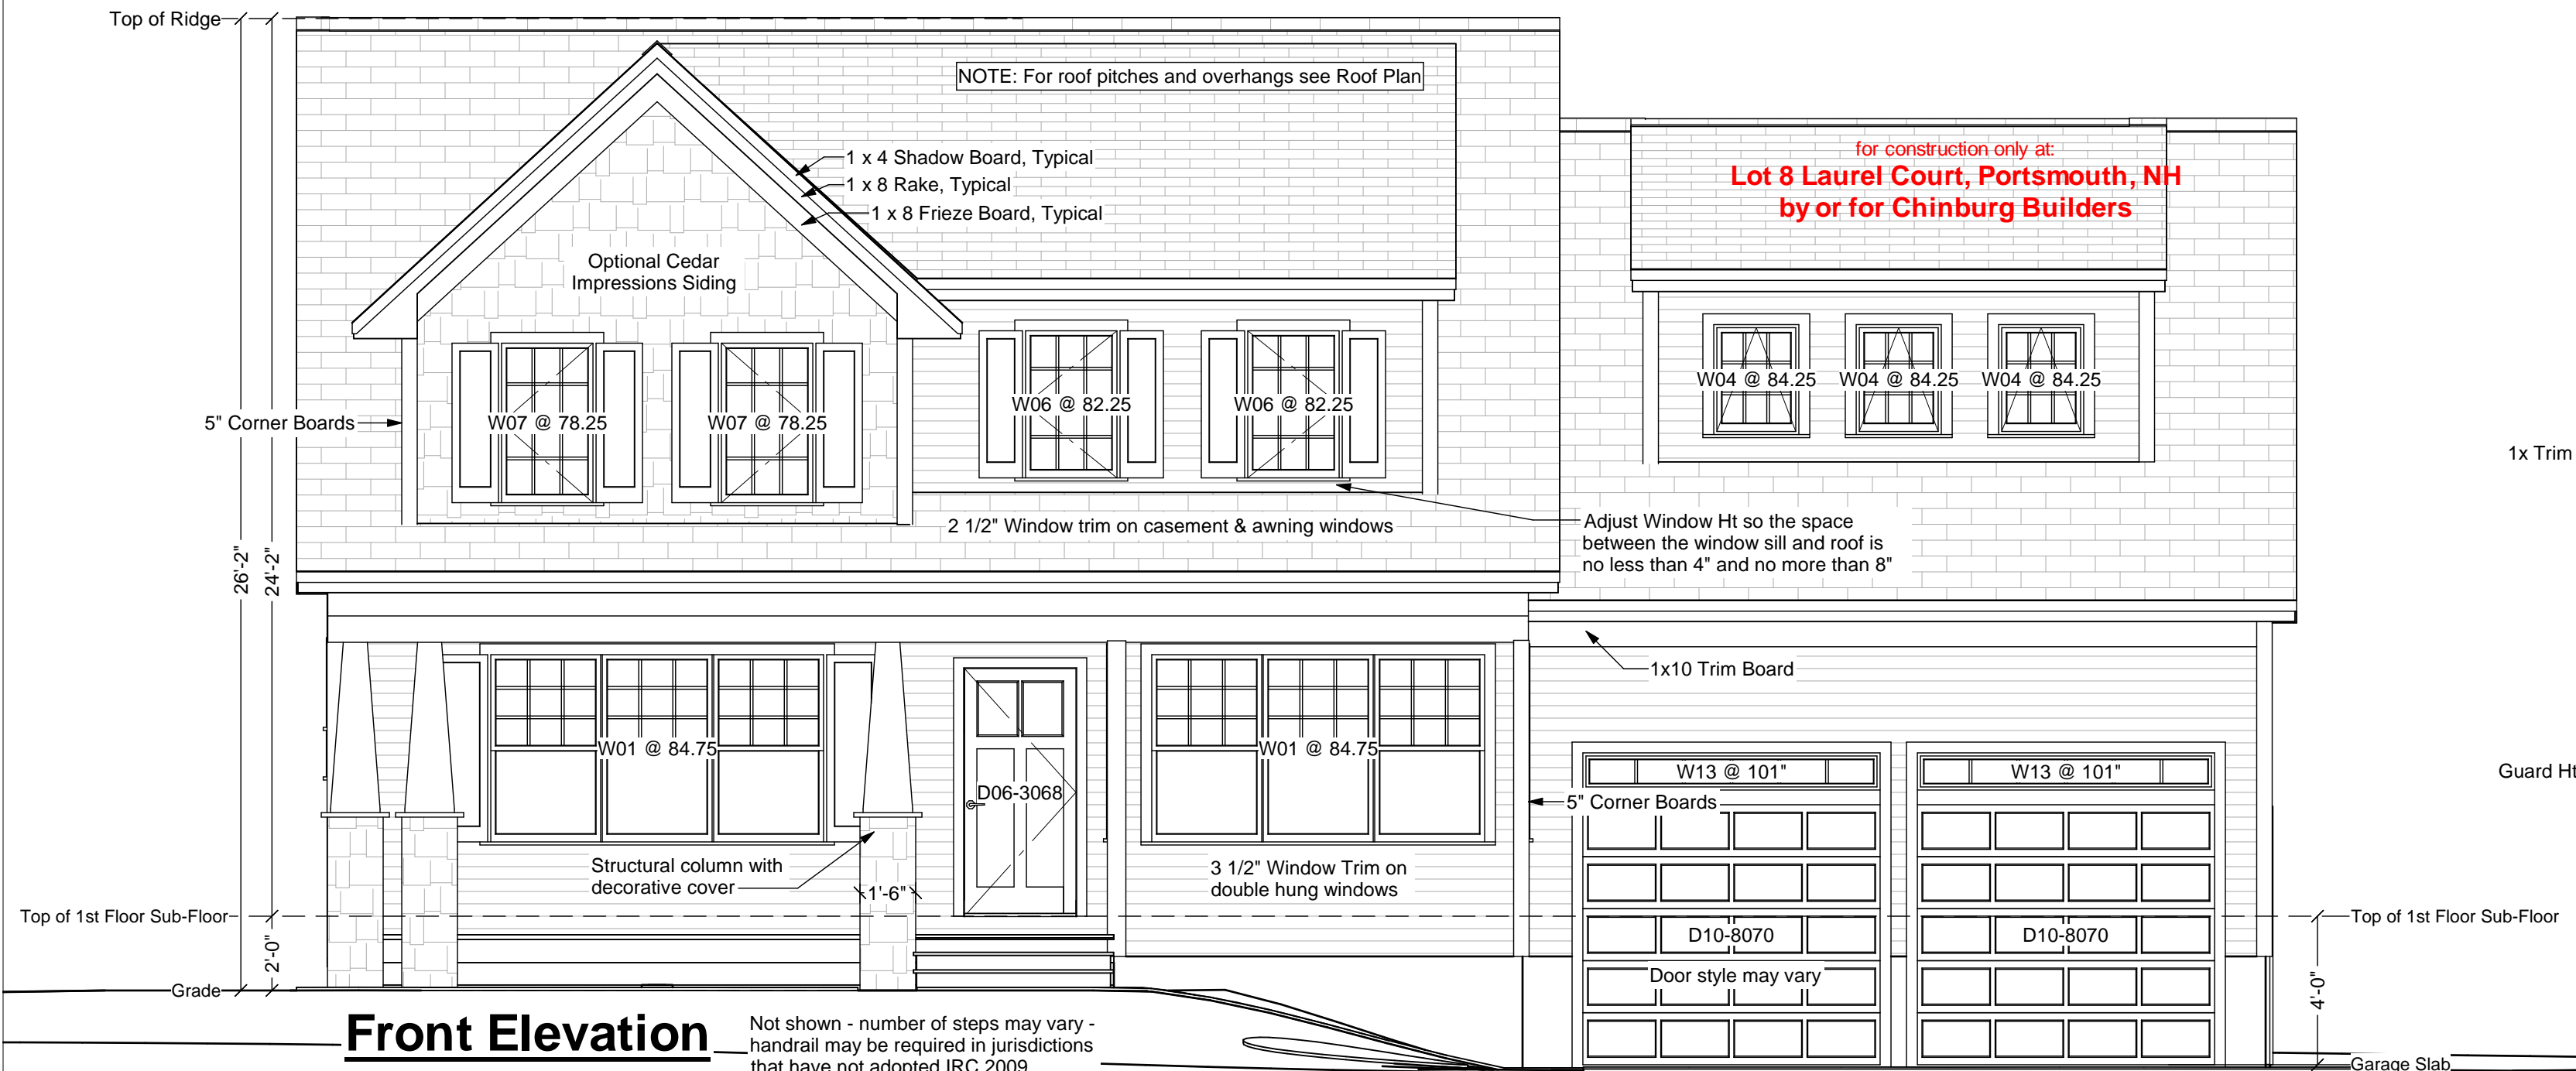 Top of Ridge
NOTE: For roof pitches and overhangs see Roof Plan
for construction only at:
Lot 8 Laurel Court, Portsmouth, NH
by or for Chinburg Builders
1 x 4 Shadow Board, Typical
1 x 8 Rake, Typical
1 x 8 Frieze Board, Typical
Optional Cedar
Impressions Siding
W07 @ 78.25
W07 @ 78.25
W06 @ 82.25
W06 @ 82.25
W04 @ 84.25
W04 @ 84.25
W04 @ 84.25
5" Corner Boards
1x Trim
2 1/2" Window trim on casement & awning windows
Adjust Window Ht so the space
between the window sill and roof is
no less than 4" and no more than 8"
26'-2"
24'-2"
1x10 Trim Board
W01 @ 84.75
W01 @ 84.75
D06-3068
W13 @ 101"
W13 @ 101"
Guard Ht
5" Corner Boards
Structural column with
decorative cover
1'-6"
3 1/2" Window Trim on
double hung windows
Top of 1st Floor Sub-Floor
Top of 1st Floor Sub-Floor
D10-8070
D10-8070
Door style may vary
2'-0"
4'-0"
Grade
Front Elevation
Not shown - number of steps may vary -
handrail may be required in jurisdictions
that have not adopted IRC 2009
Garage Slab